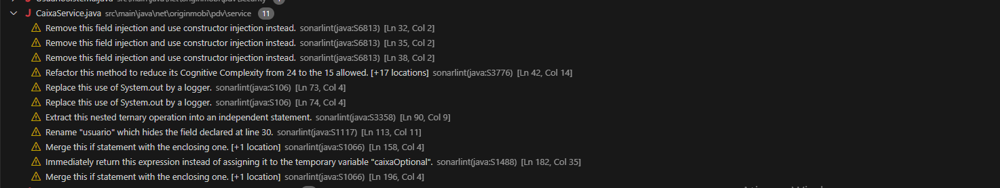 CaixaService.java src\main\java\net\originmobi\pdv\service 11
Remove this field injection and use constructor injection instead. sonarlint(java:S6813) [Ln 32, Col 2]
Remove this field injection and use constructor injection instead. sonarlint(java:S6813) [Ln 35, Col 2]
Remove this field injection and use constructor injection instead. sonarlint(java:S6813) [Ln 38, Col 2]
Refactor this method to reduce its Cognitive Complexity from 24 to the 15 allowed. [+17 locations] sonarlint(java:S3776) [Ln 42, Col 14]
Replace this use of System.out by a logger. sonarlint(java:S106) [Ln 73, Col 4]
Replace this use of System.out by a logger. sonarlint(java:S106) [Ln 74, Col 4]
Extract this nested ternary operation into an independent statement. sonarlint(java:S3358) [Ln 90, Col 9]
Rename "usuario" which hides the field declared at line 30. sonarlint(java:S1117) [Ln 113, Col 11]
Merge this if statement with the enclosing one. [+1 location] sonarlint(java:S1066) [Ln 158, Col 4]
Immediately return this expression instead of assigning it to the temporary variable "caixaOptional". sonarlint(java:S1488) [Ln 182, Col 35]
Merge this if statement with the enclosing one. [+1 location] sonarlint(java:S1066) [Ln 196, Col 4]